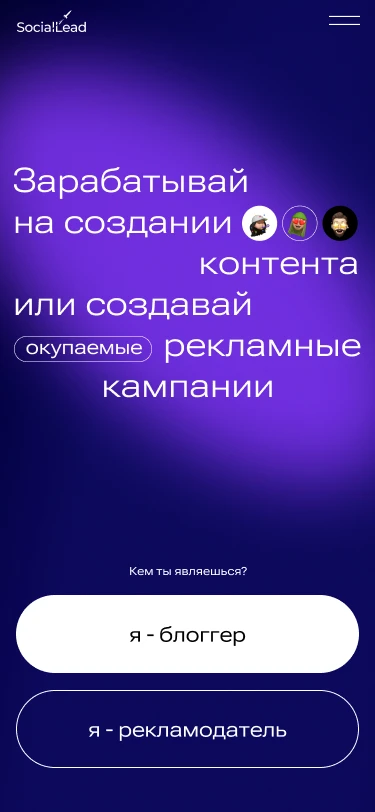 SocialLead
Зарабатывай
на создании
контента
или создавай
окупаемые рекламные
кампании
Кем ты являешься?
я - блоггер
я - рекламодатель